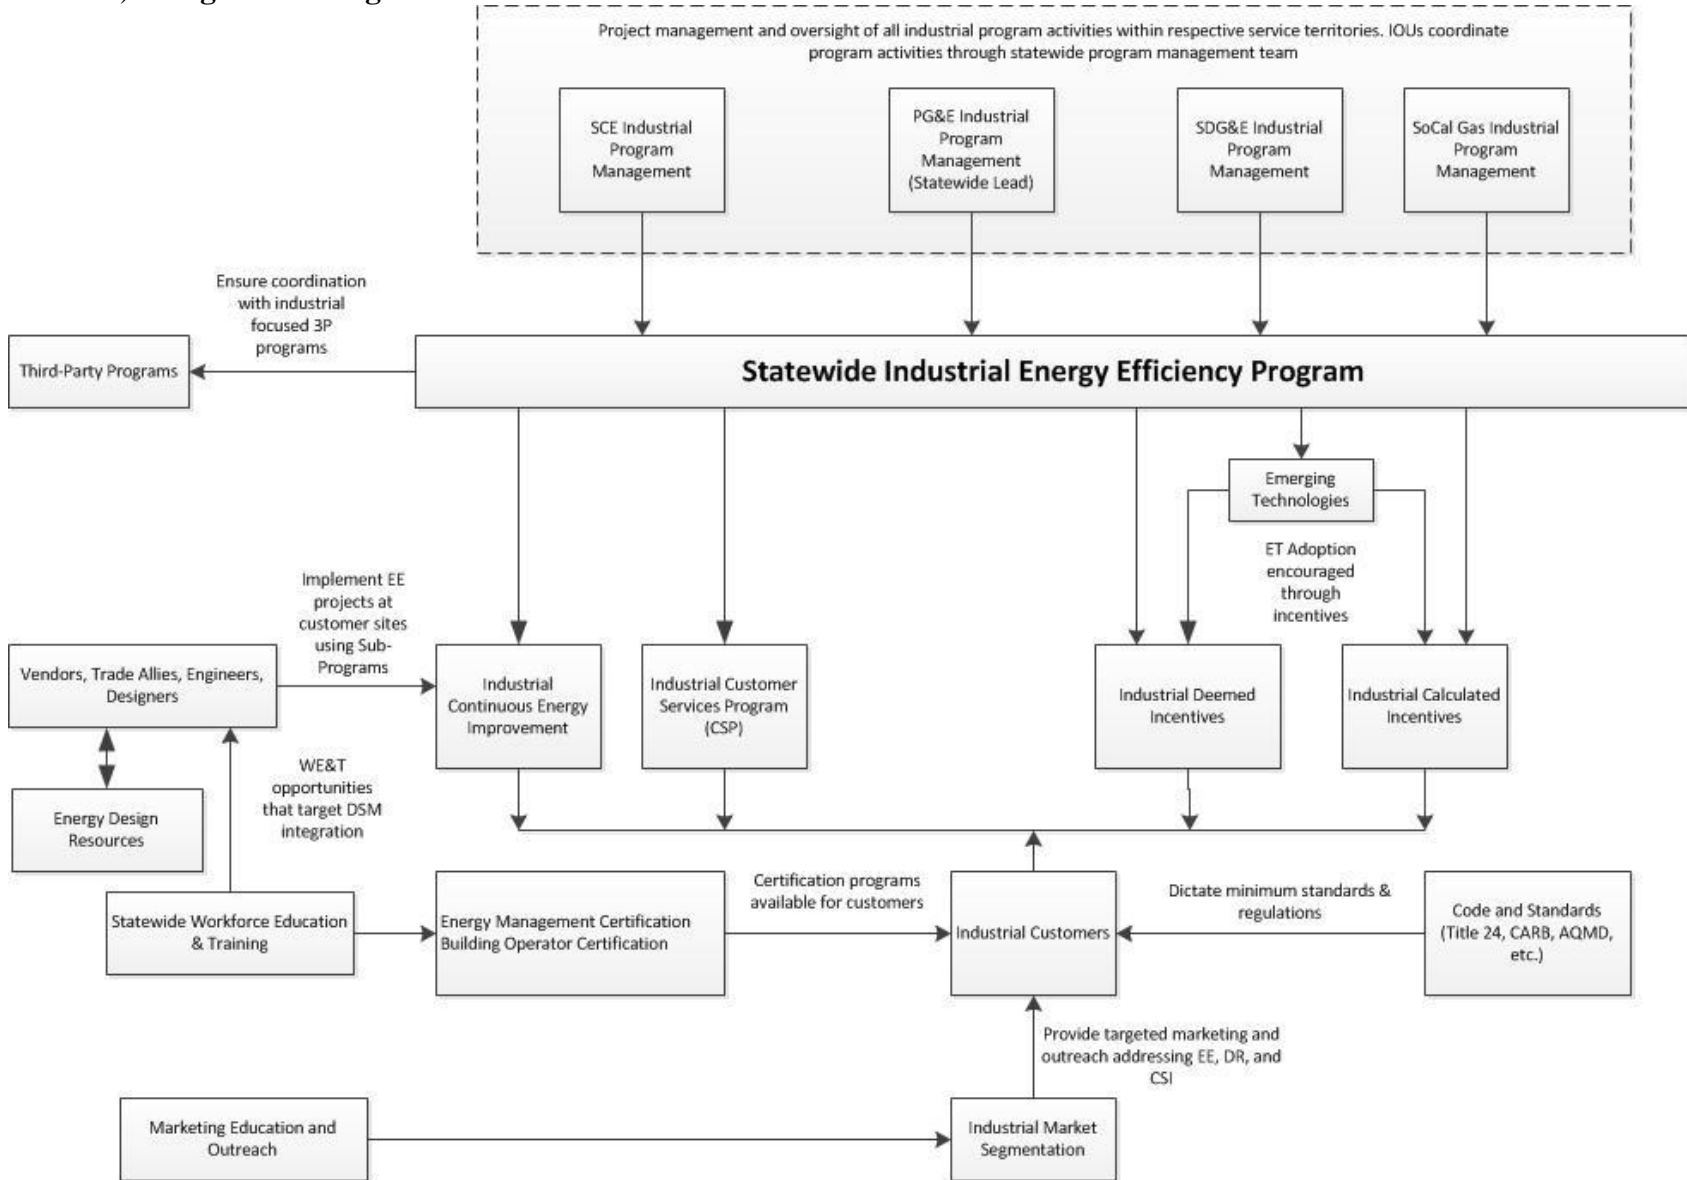 Project management and oversight of all industrial program activities within respective service territories. IOUs coordinate
program activities through statewide program management team
SCE Industrial
Program
Management
PG&E Industrial
Program
Management
(Statewide Lead)
SDG&E Industrial
Program
Management
SoCal Gas Industrial
Program
Management
Ensure coordination
with industrial
focused 3P
programs
Third-Party Programs
Statewide Industrial Energy Efficiency Program
Emerging
Technologies
ET Adoption
encouraged
through
incentives
Implement EE
projects at
customer sites
using Sub-
Programs
Vendors, Trade Allies, Engineers,
Designers
Industrial
Continuous Energy
Improvement
Industrial Customer
Services Program
(CSP)
Industrial Deemed
Incentives
Industrial Calculated
Incentives
WE&T
opportunities
that target DSM
integration
Energy Design
Resources
Statewide Workforce Education
& Training
Energy Management Certification
Building Operator Certification
Certification programs
available for customers
Industrial Customers
Dictate minimum standards &
regulations
Code and Standards
(Title 24, CARB, AQMD,
etc.)
Provide targeted marketing and
outreach addressing EE, DR, and
CSI
Marketing Education and
Outreach
Industrial Market
Segmentation